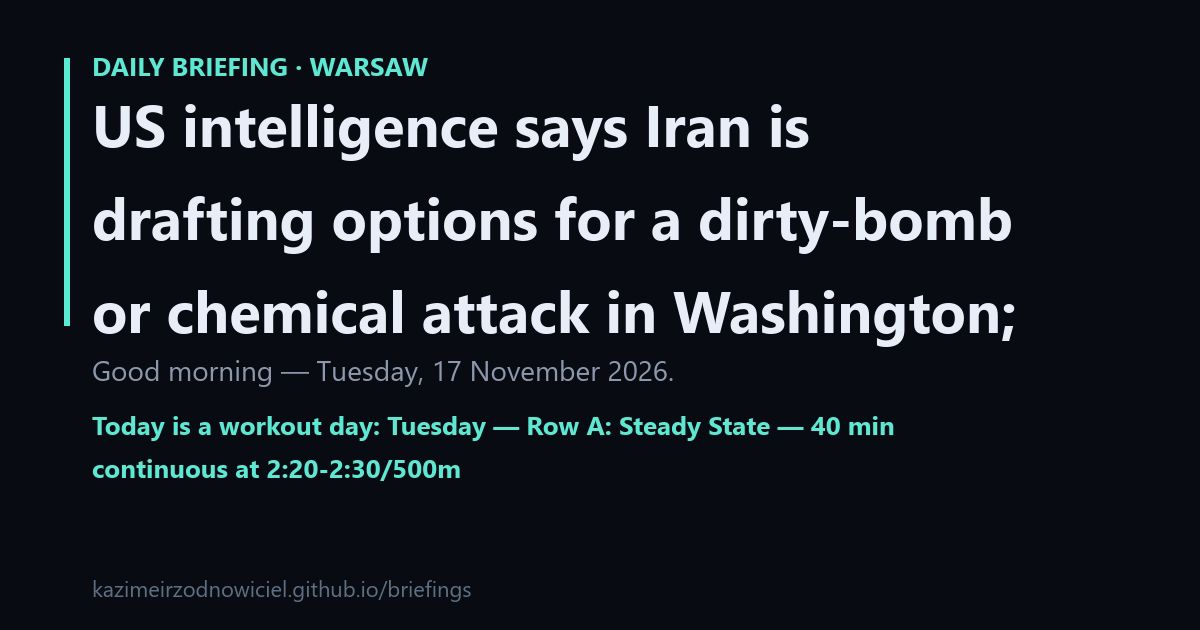 DAILY BRIEFING · WARSAW
US intelligence says Iran is
drafting options for a dirty-bomb
or chemical attack in Washington;
Good morning — Tuesday, 17 November 2026.
Today is a workout day: Tuesday — Row A: Steady State — 40 min
continuous at 2:20-2:30/500m
kazimeirzodnowiciel.github.io/briefings